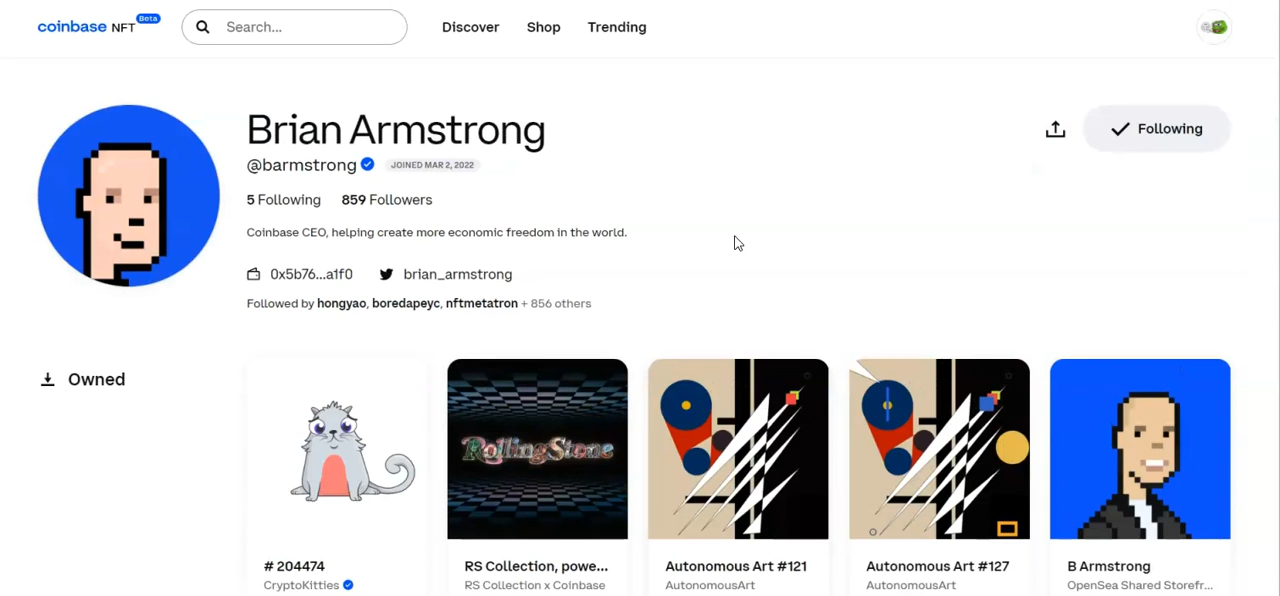 coinbase NFT Beta
Search...
Discover
Shop
Trending
Brian Armstrong
Following
@barmstrong
JOINED MAR 2, 2022
5 Following 859 Followers
Coinbase CEO, helping create more economic freedom in the world.
0x5b76...a1f0 brian_armstrong
Followed by hongyao, boredapeyc, nftmetatron + 856 others
Owned
RollingStone
# 204474
CryptoKitties
RS Collection, powe...
RS Collection x Coinbase
Autonomous Art #121
AutonomousArt
Autonomous Art #127
AutonomousArt
B Armstrong
OpenSea Shared Storefr...